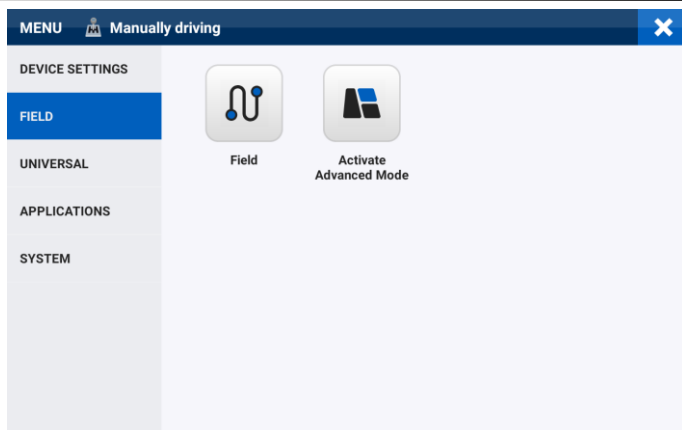 MENU Manually driving
DEVICE SETTINGS
FIELD
UNIVERSAL
APPLICATIONS
SYSTEM
Field
Activate
Advanced Mode